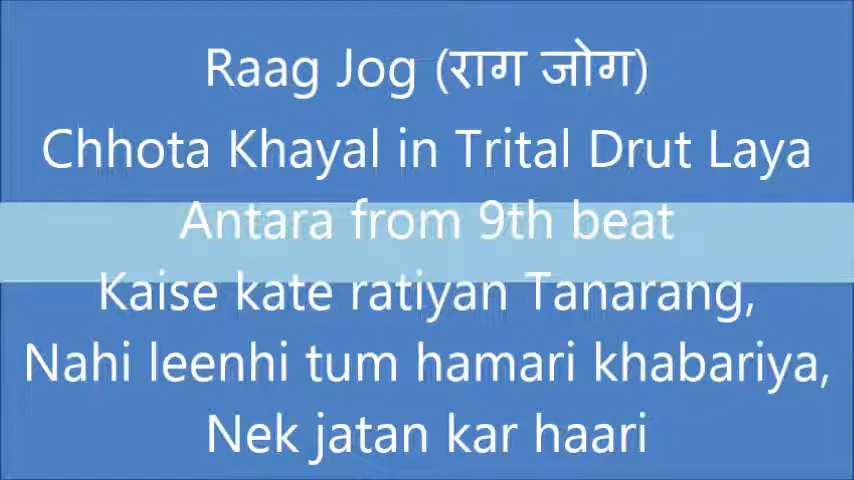 Raag Jog (राग जोग)
Chhota Khayal in Trital Drut Laya
Antara from 9th beat
Kaise kate ratiyan Tanarang,
Nahi leenhi tum hamari khabariya,
Nek jatan kar haari